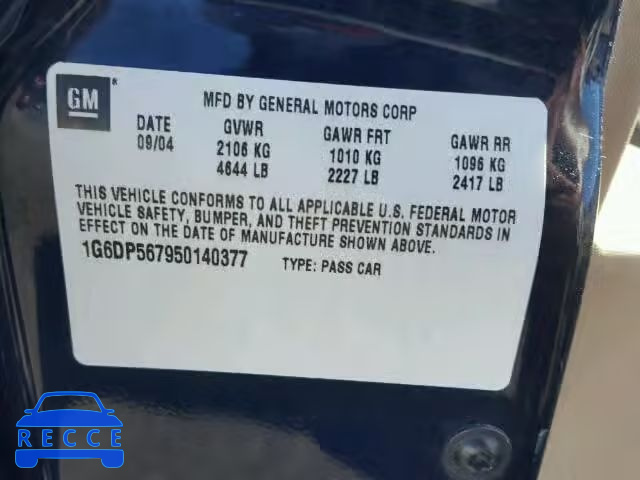 GM ®
MFD BY GENERAL MOTORS CORP
DATE GVWR GAWR FRT GAWR RR
09/04 2106 KG 1010 KG 1096 KG
4644 LB 2227 LB 2417 LB
THIS VEHICLE CONFORMS TO ALL APPLICABLE U.S. FEDERAL MOTOR
VEHICLE SAFETY, BUMPER, AND THEFT PREVENTION STANDARDS IN
EFFECT ON THE DATE OF MANUFACTURE SHOWN ABOVE.
1G6DP567950140377 TYPE: PASS CAR
RECCE